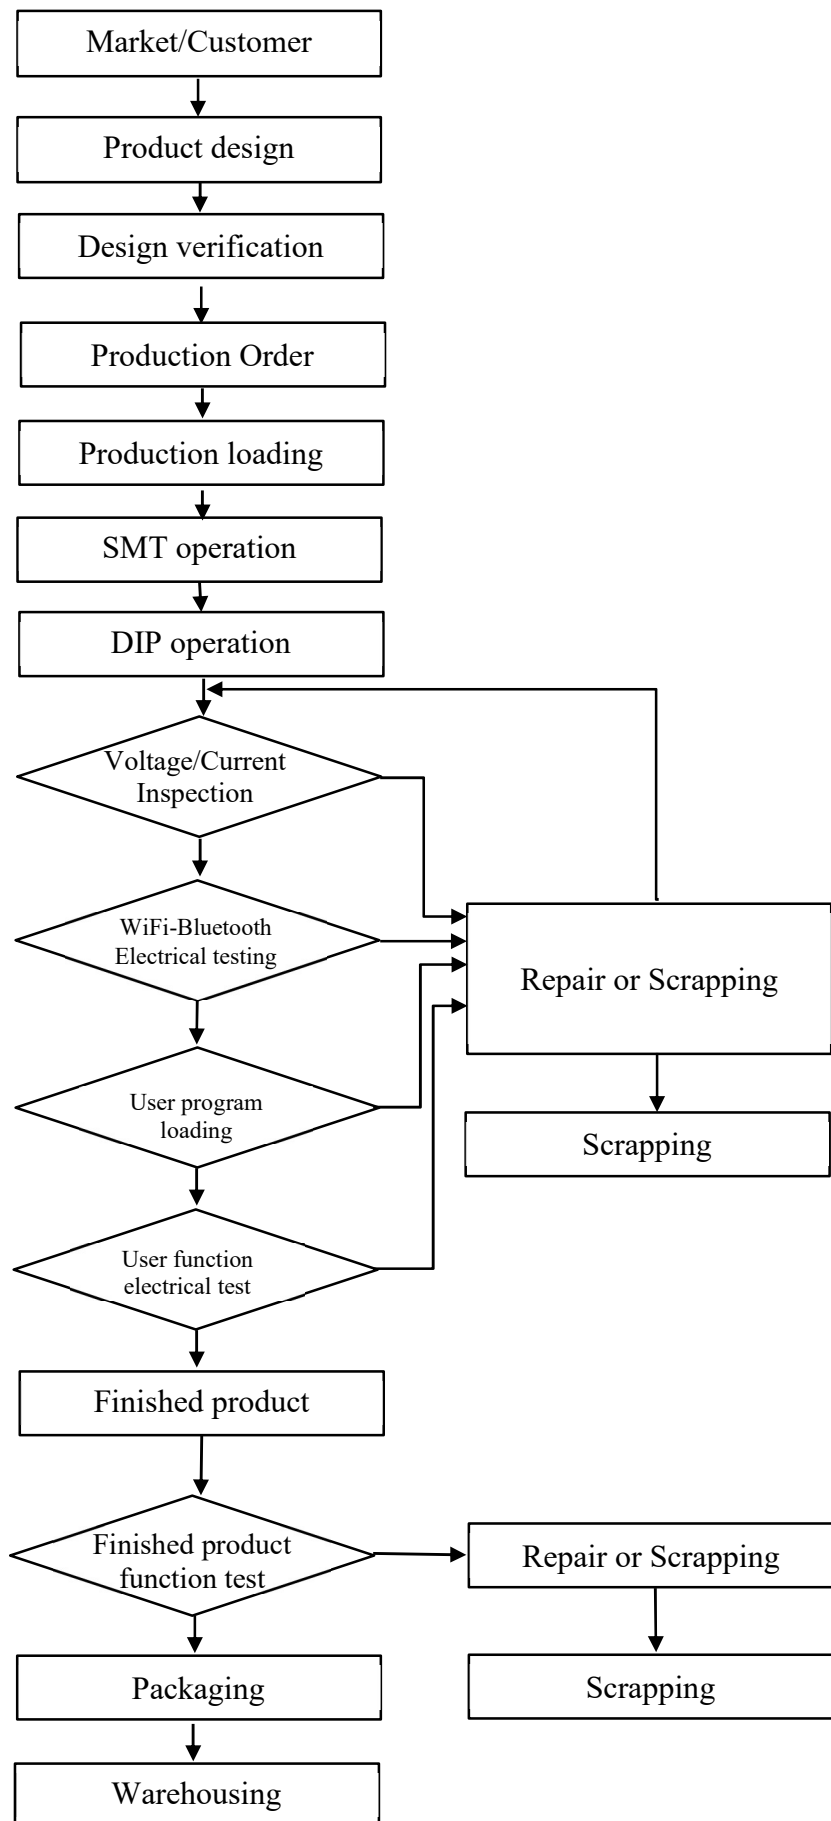 Market/Customer
Product design
Design verification
Production Order
Production loading
SMT operation
DIP operation
Voltage/Current
Inspection
WiFi-Bluetooth
Electrical testing
Repair or Scrapping
User program
loading
Scrapping
User function
electrical test
Finished product
Finished product
function test
Repair or Scrapping
Packaging
Scrapping
Warehousing